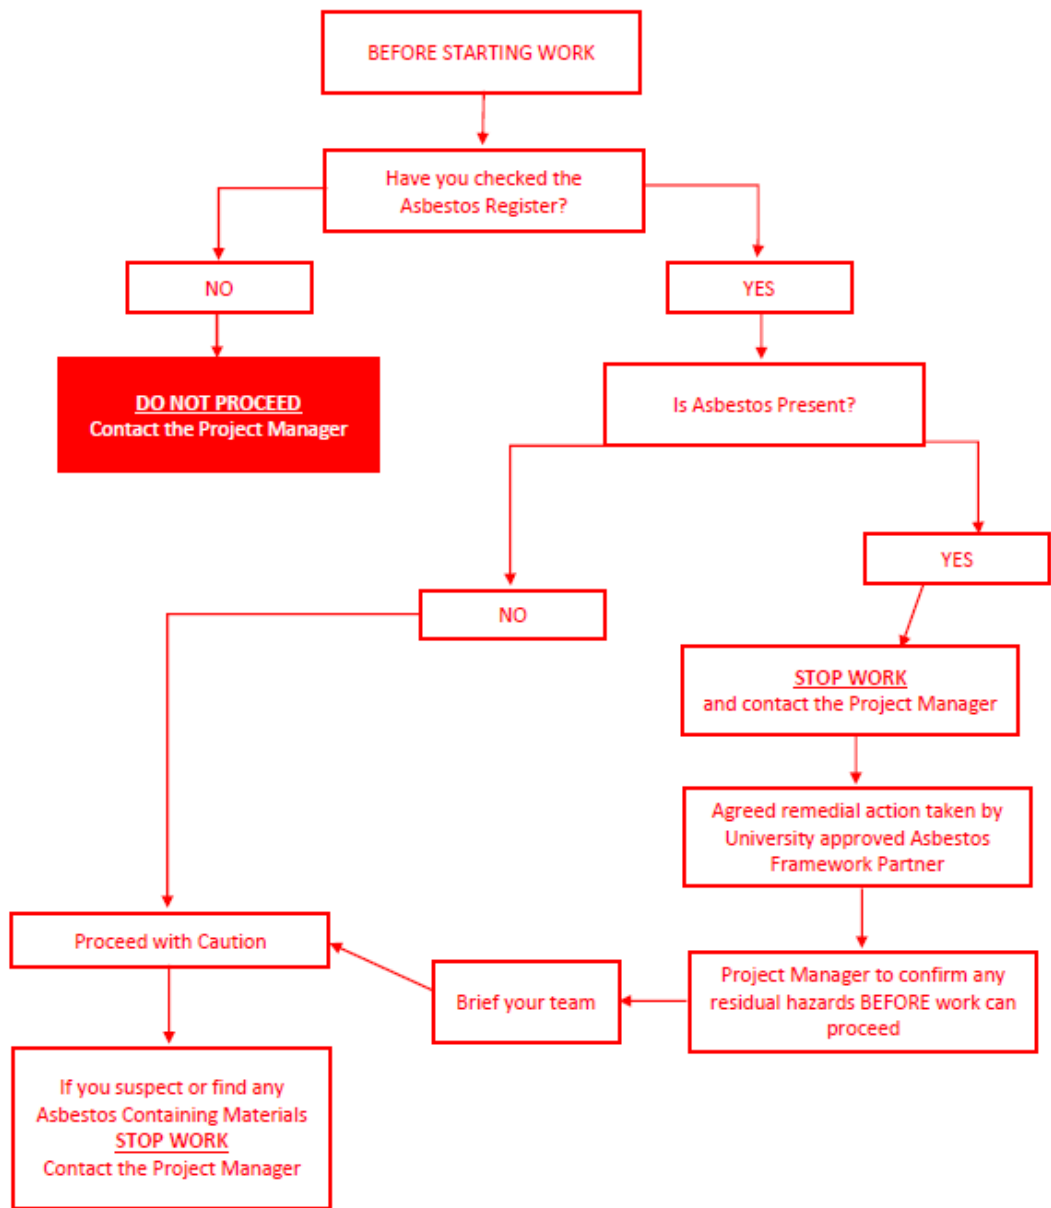 BEFORE STARTING WORK
Have you checked the
Asbestos Register?
NO
YES
DO NOT PROCEED
Contact the Project Manager
Is Asbestos Present?
YES
NO
STOP WORK
and contact the Project Manager
Agreed remedial action taken by
University approved Asbestos
Framework Partner
Proceed with Caution
Brief your team
Project Manager to confirm any
residual hazards BEFORE work can
proceed
If you suspect or find any
Asbestos Containing Materials
STOP WORK
Contact the Project Manager